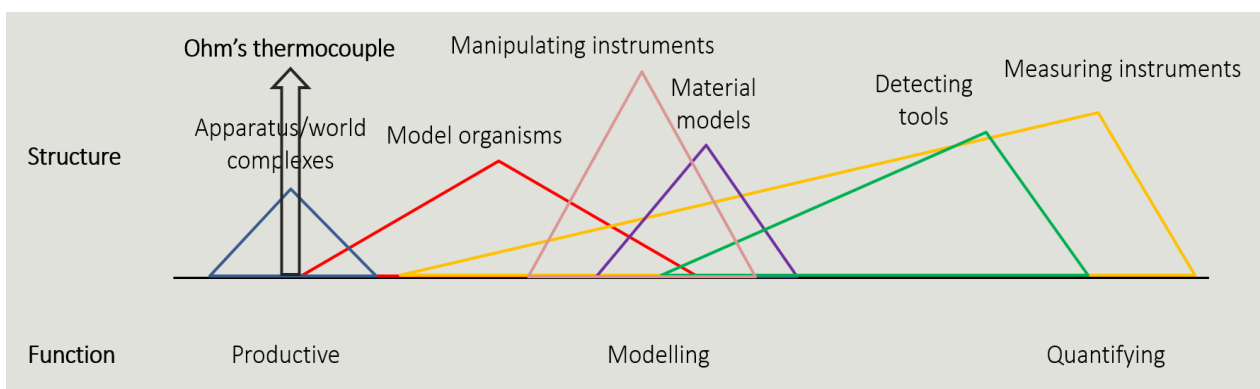 Ohm's thermocouple
Manipulating instruments
Measuring instruments
Material
models
Detecting
tools
Apparatus/world
complexes
Model organisms
Structure
Function
Productive
Modelling
Quantifying